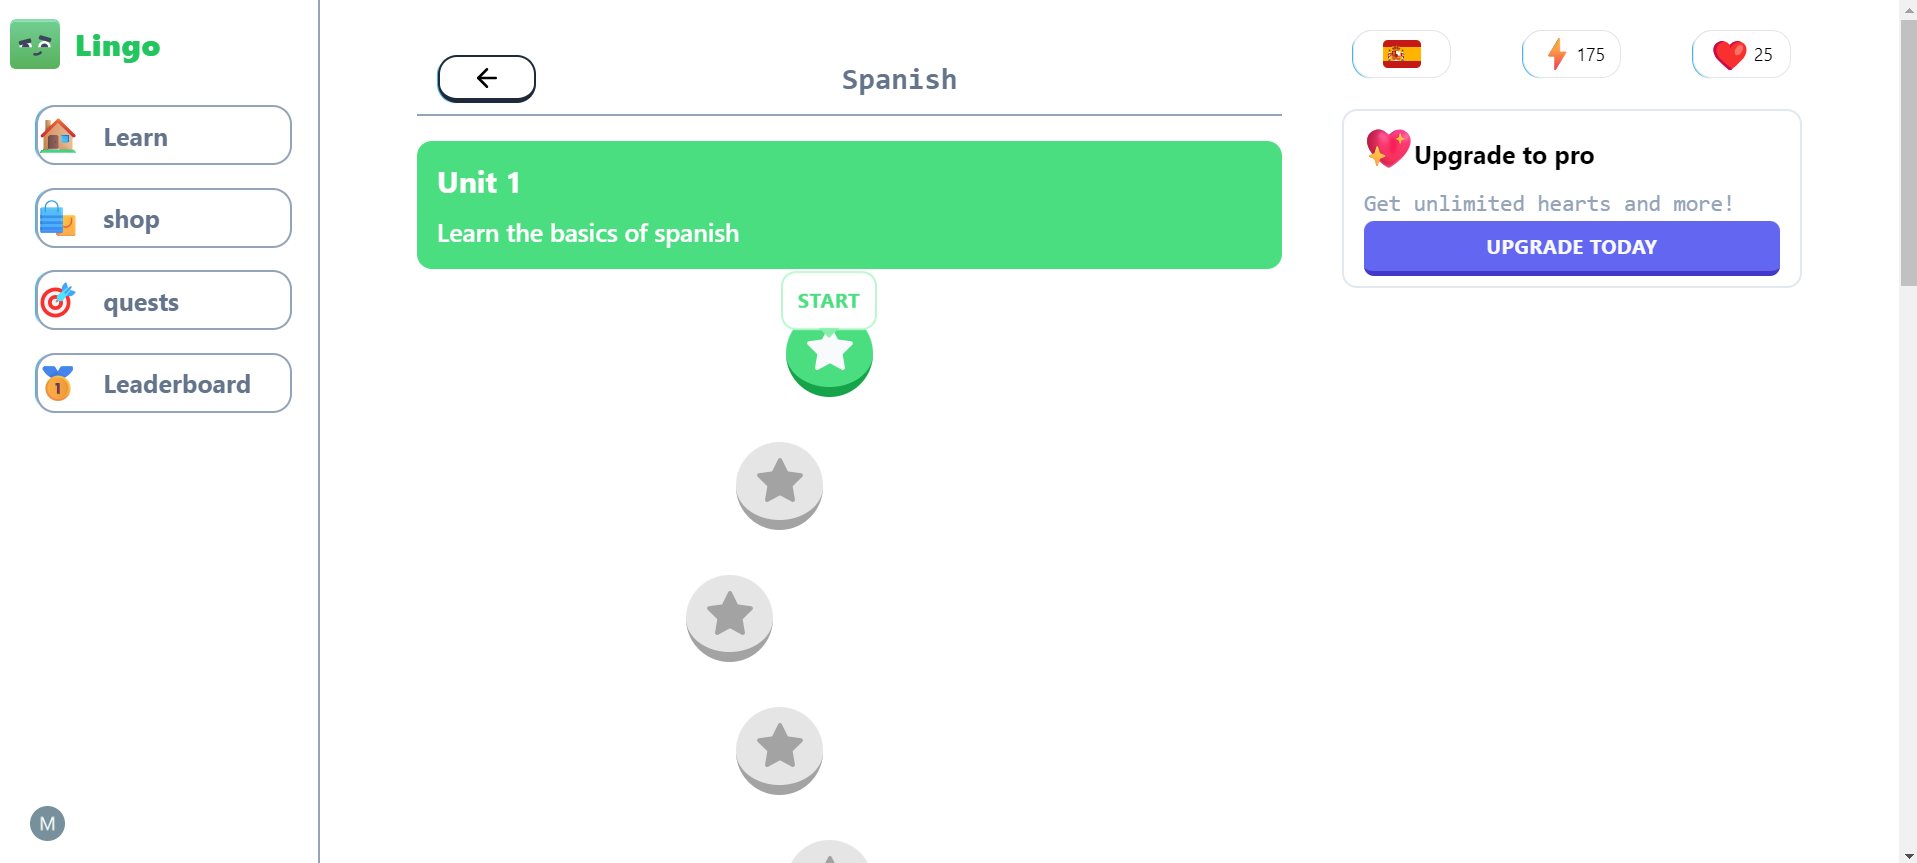 Lingo
Learn
shop
quests
Leaderboard
M
Spanish
Unit 1
Learn the basics of spanish
START
175
25
Upgrade to pro
Get unlimited hearts and more!
UPGRADE TODAY
1